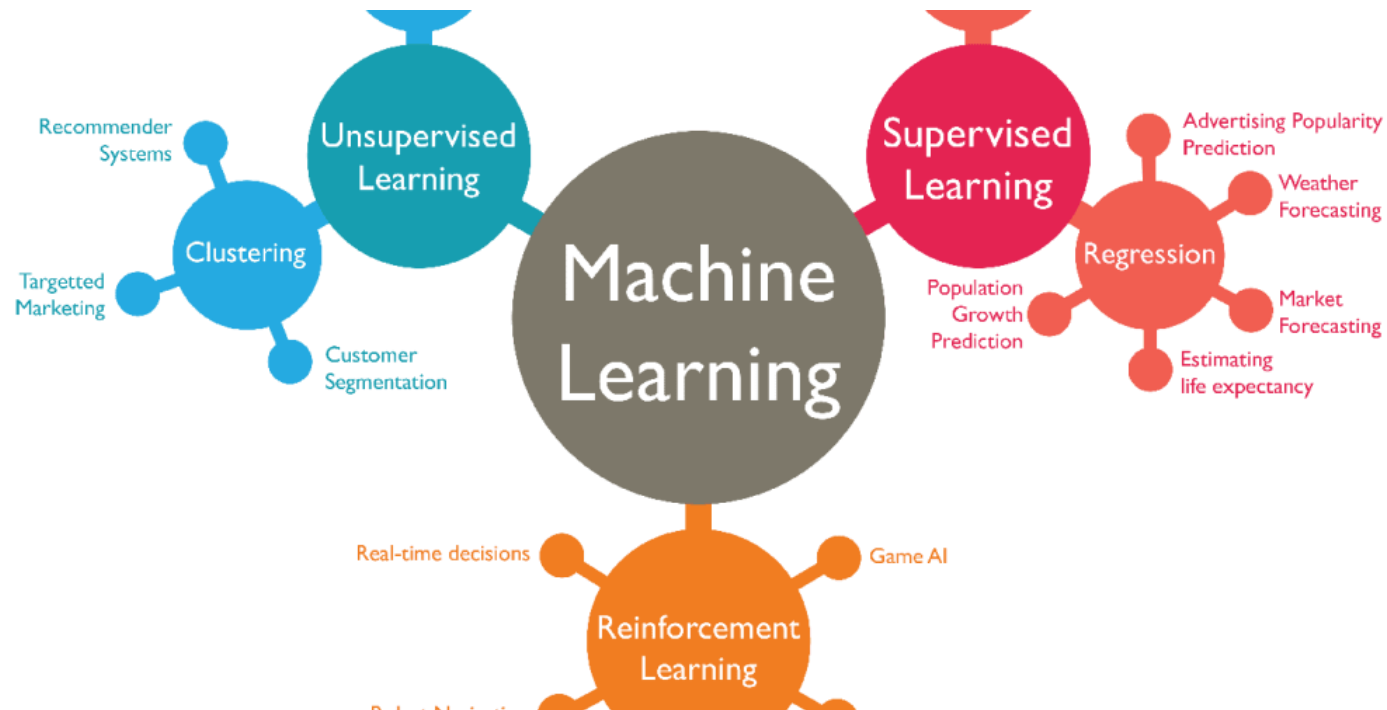 Unsupervised
Learning
Supervised
Learning
Machine
Learning
Recommender
Systems
Clustering
Targetted
Marketing
Customer
Segmentation
Advertising Popularity
Prediction
Weather
Forecasting
Regression
Population
Growth
Prediction
Market
Forecasting
Estimating
life expectancy
Real-time decisions
Game AI
Reinforcement
Learning